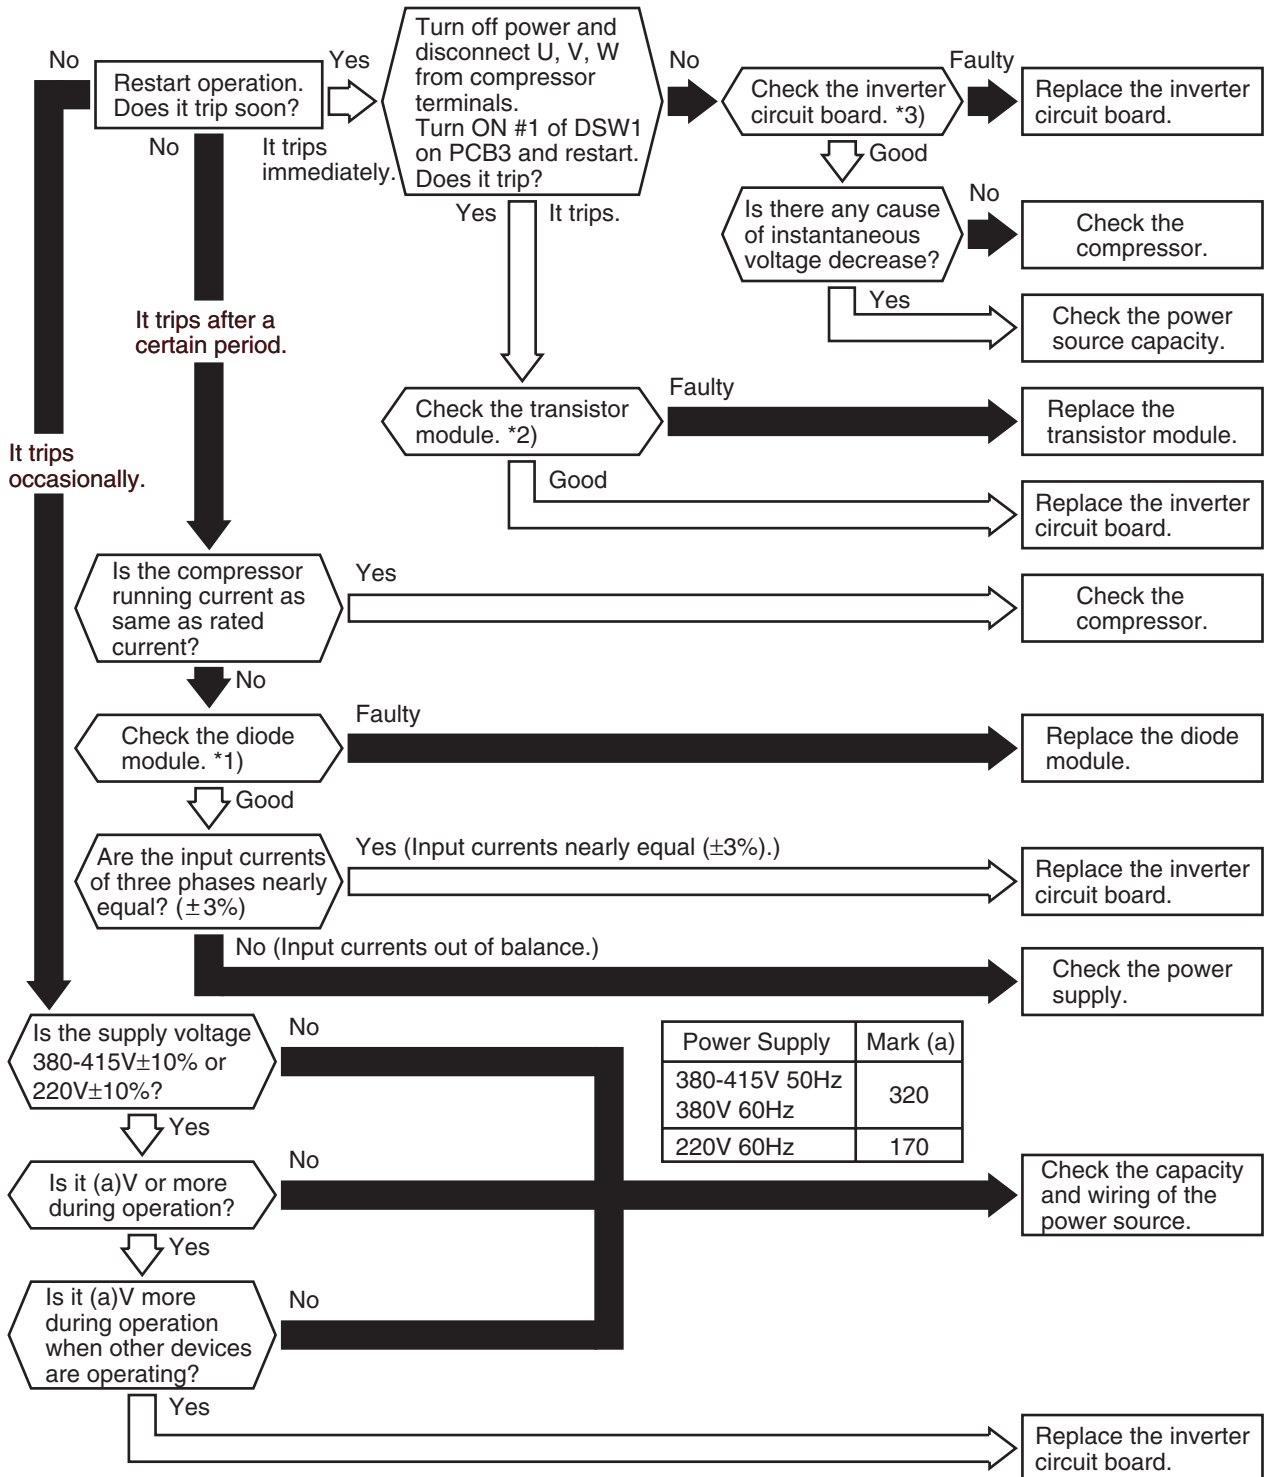 No
Restart operation.
Does it trip soon?
Yes
No
It trips
immediately.
Turn off power and
disconnect U, V, W
from compressor
terminals.
Turn ON #1 of DSW1
on PCB3 and restart.
Does it trip?
No
Check the inverter
circuit board. *3)
Faulty
Replace the inverter
circuit board.
Good
Is there any cause
of instantaneous
voltage decrease?
No
Check the
compressor.
Yes
Check the power
source capacity.
Yes
It trips.
Check the transistor
module. *2)
Faulty
Replace the
transistor module.
Good
Replace the inverter
circuit board.
It trips after a
certain period.
It trips
occasionally.
Is the compressor
running current as
same as rated
current?
Yes
Check the
compressor.
No
Check the diode
module. *1)
Faulty
Replace the diode
module.
Good
Are the input currents
of three phases nearly
equal? (±3%)
Yes (Input currents nearly equal (±3%).)
Replace the inverter
circuit board.
No (Input currents out of balance.)
Check the power
supply.
Is the supply voltage
380-415V±10% or
220V±10%?
No
Power Supply Mark (a)
380-415V 50Hz
380V 60Hz
320
220V 60Hz 170
Yes
Is it (a)V or more
during operation?
No
Check the capacity
and wiring of the
power source.
Yes
Is it (a)V more
during operation
when other devices
are operating?
No
Yes
Replace the inverter
circuit board.